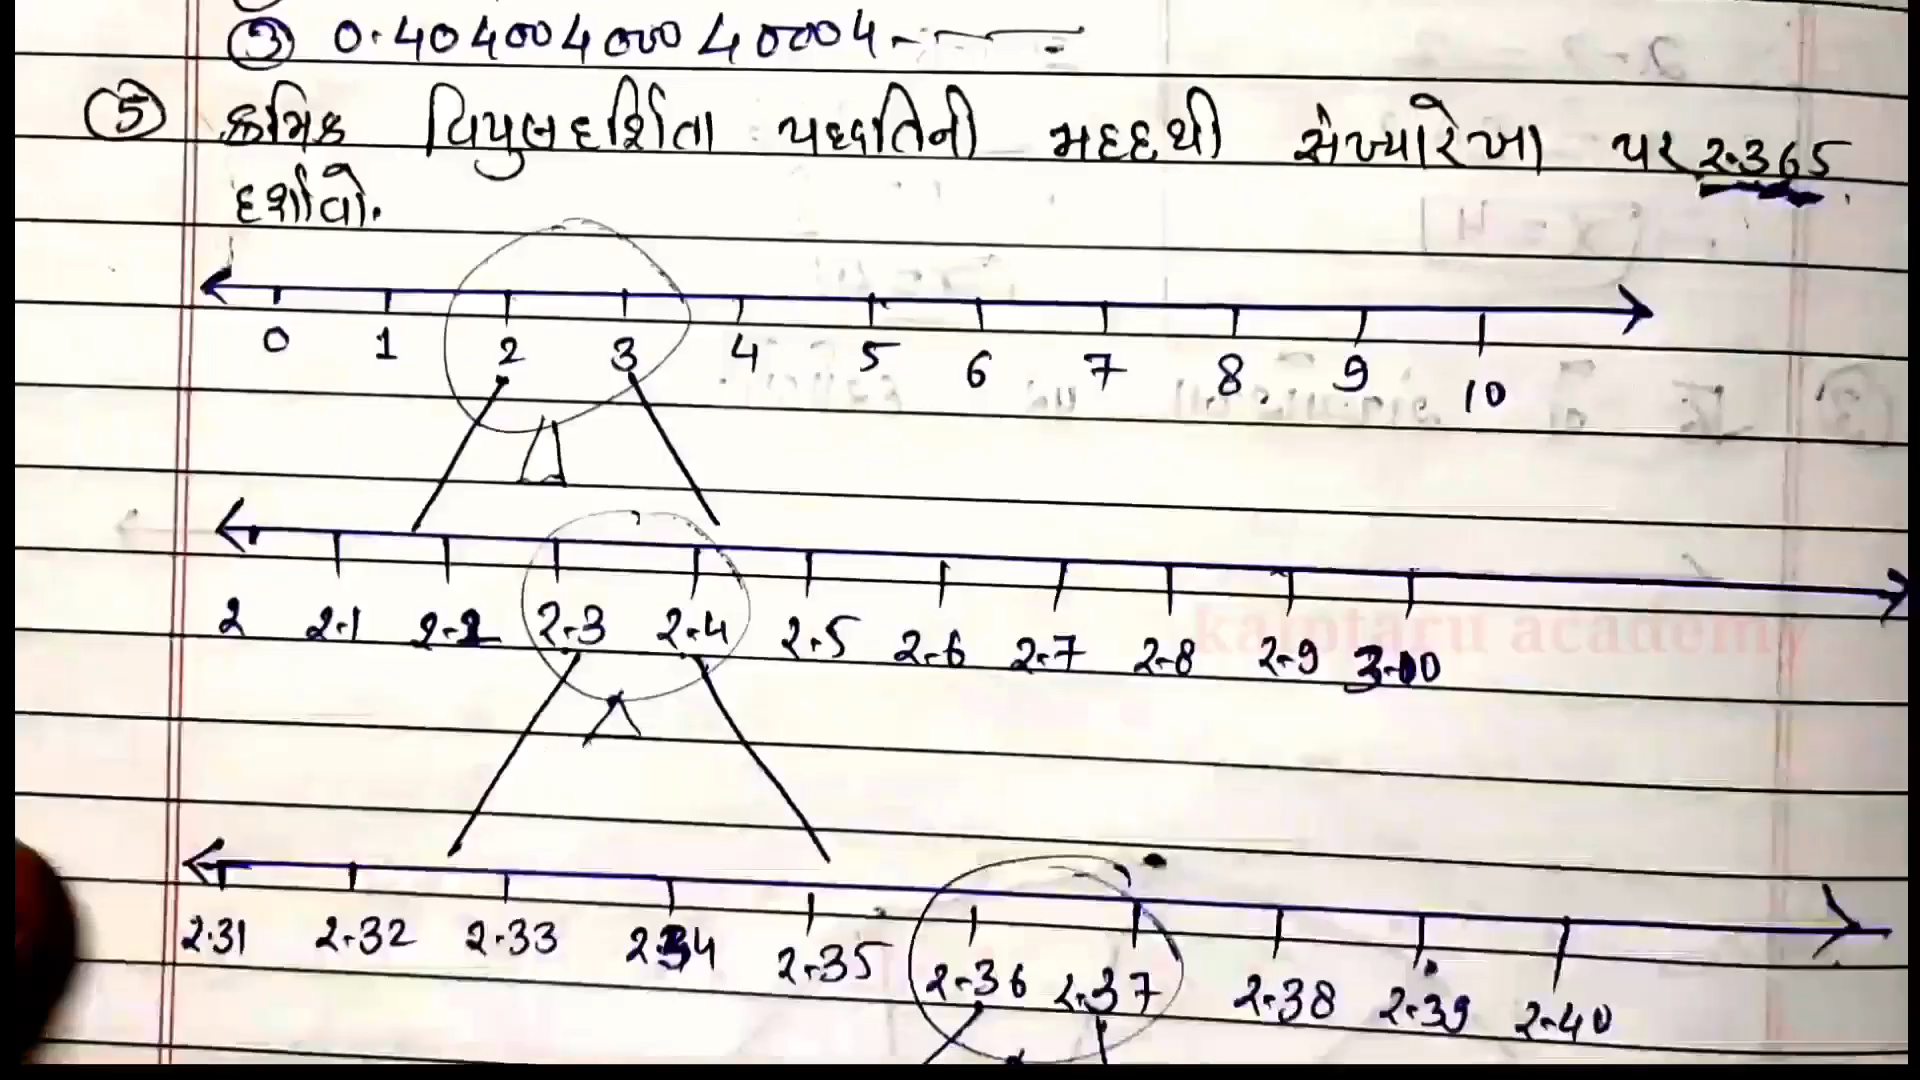 ③ 0.404004000400004
⑤ ક્રમિક વિપુલદર્શિતા પદ્ધતિની મદદથી સંખ્યારેખા પર 2.365
દર્શાવો.
0 1 2 3 4 5 6 7 8 9 10
2 2.1 2.2 2.3 2.4 2.5 2.6 2.7 2.8 2.9 3.00
kalptaru academy
2.31 2.32 2.33 2.34 2.35 2.36 2.37 2.38 2.39 2.40